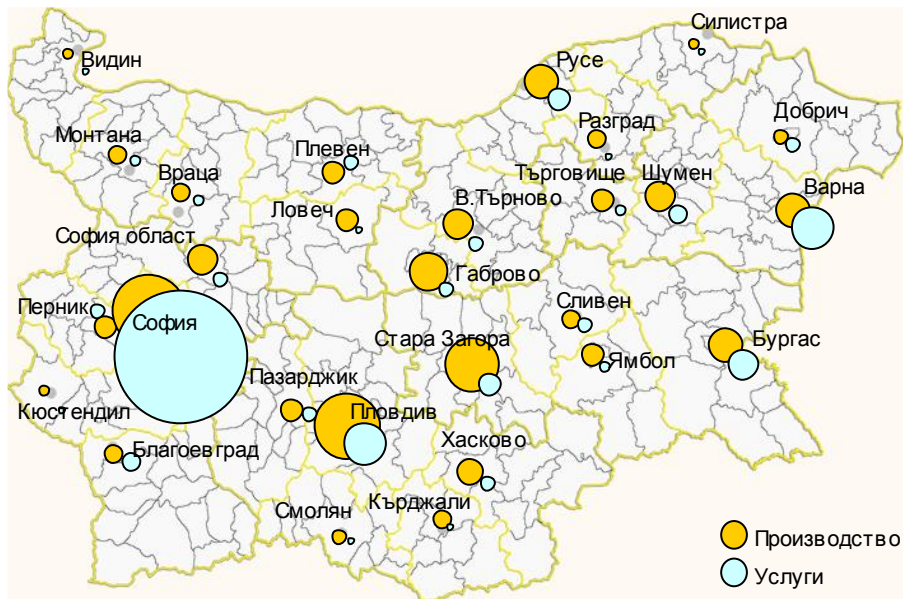 Силистра
Видин
Русе
Добрич
Разград
Монтана
Плевен
Враца
Търговище
Шумен
Варна
В.Търново
Ловеч
София област
Габрово
Перник
София
Сливен
Стара Загора
Бургас
Ямбол
Пазарджик
Кюстендил
Пловдив
Хасково
Благоевград
Кърджали
Смолян
Производство
Услуги